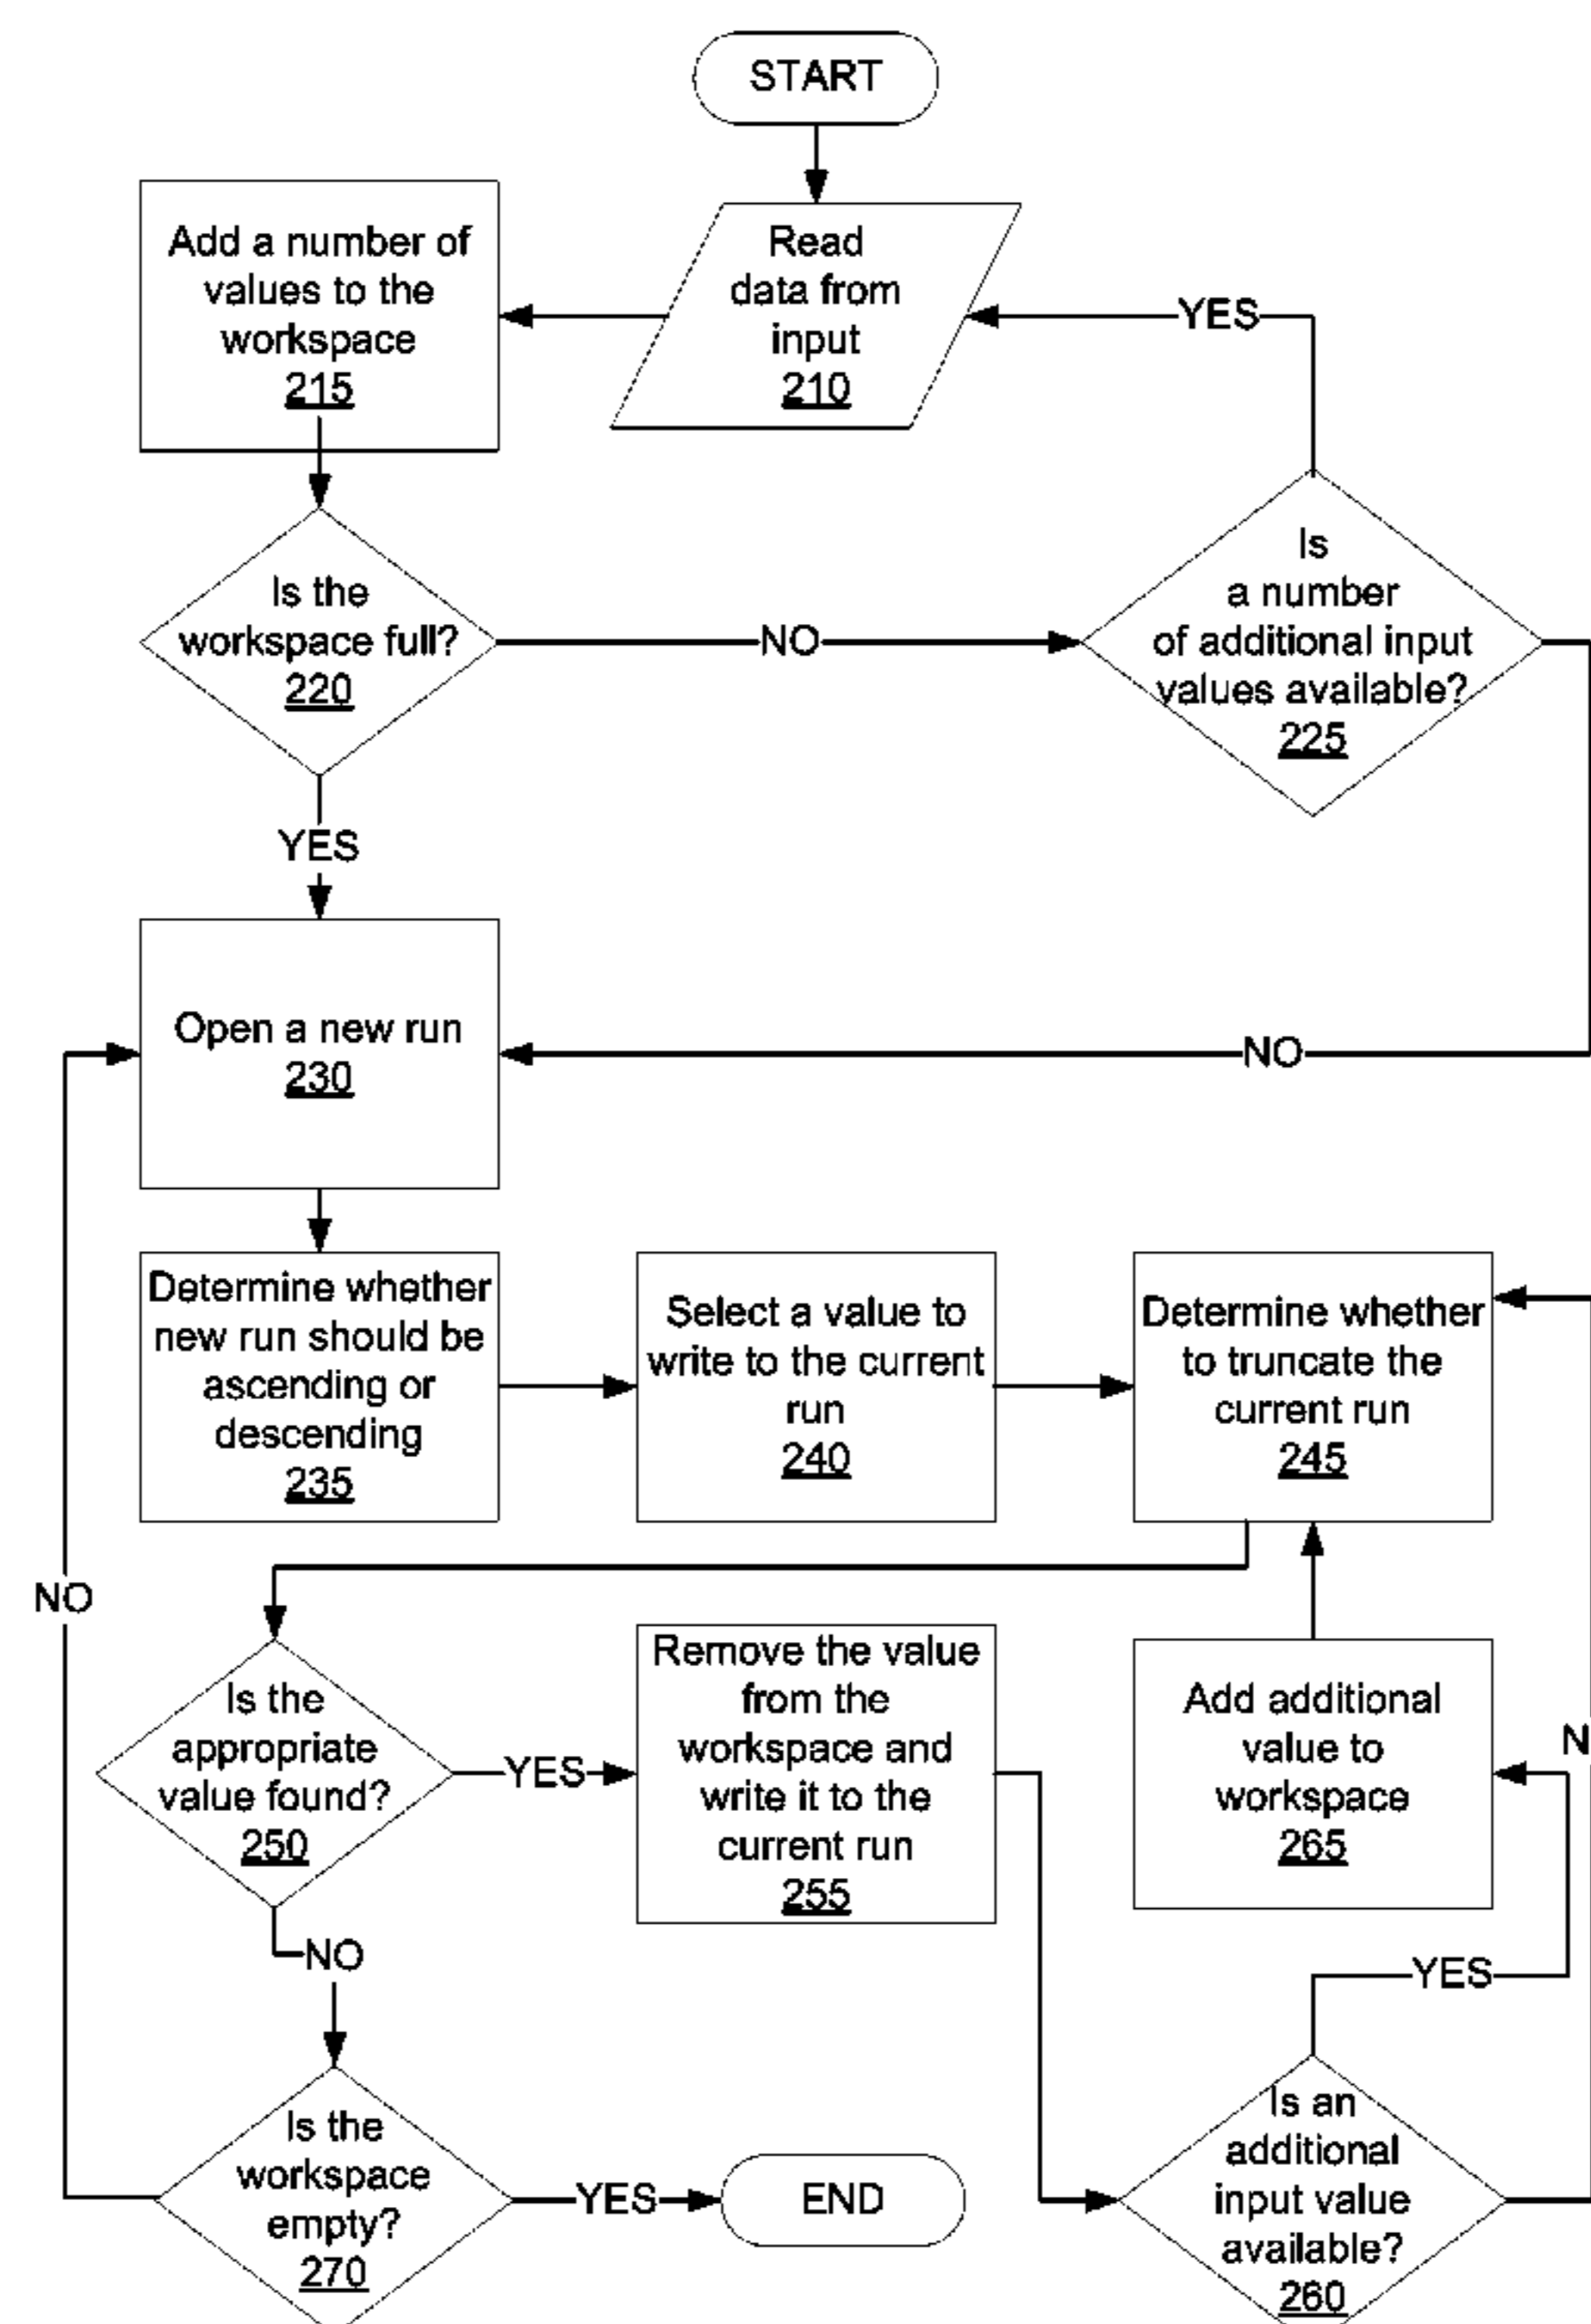 START
Read
data from
input
210
Add a number of
values to the
workspace
215
YES
Is the
workspace full?
220
NO
Is
a number
of additional input
values available?
225
YES
Open a new run
230
NO
Determine whether
new run should be
ascending or
descending
235
Select a value to
write to the current
run
240
Determine whether
to truncate the
current run
245
NO
Is the
appropriate
value found?
250
YES
Remove the value
from the
workspace and
write it to the
current run
255
Add additional
value to
workspace
265
N
NO
YES
Is the
workspace
empty?
270
YES
END
Is an
additional
input value
available?
260